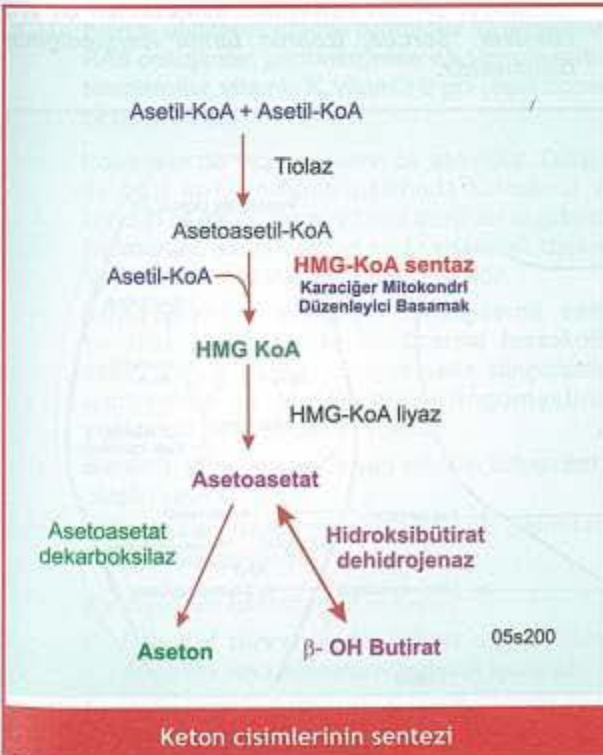 Asetil-KoA + Asetil-KoA
Tiolaz
Asetoasetil-KoA
Asetil-KoA
HMG-KoA sentaz
Karaciğer Mitokondri
Düzenleyici Basamak
HMG KoA
HMG-KoA liyaz
Asetoasetat
Asetoasetat
dekarboksilaz
Hidroksibütirat
dehidrojenaz
Aseton
β- OH Butirat
05s200
Keton cisimlerinin sentezi